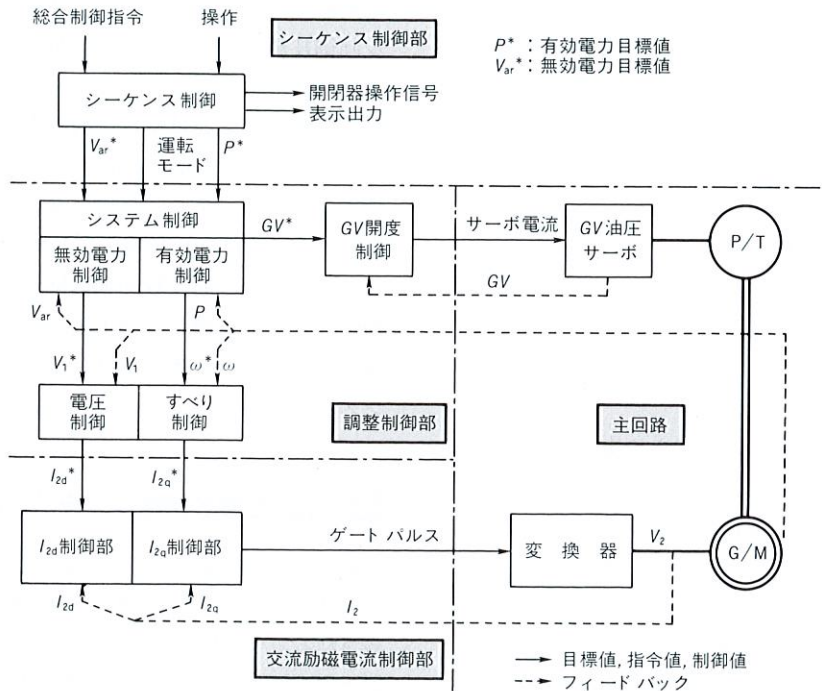 総合制御指令
操作
シーケンス制御部
P*：有効電力目標値
Var*：無効電力目標値
シーケンス制御
開閉器操作信号
表示出力
Var*
運転
モード
P*
システム制御
無効電力
制御
有効電力
制御
GV*
GV開度
制御
サーボ電流
GV油圧
サーボ
P/T
GV
Var
P
V1*
V1
ω*
ω
電圧
制御
すべり
制御
調整制御部
主回路
I2d*
I2q*
I2d制御部
I2q制御部
ゲートパルス
変換器
V2
G/M
I2d
I2q
I2
交流励磁電流制御部
目標値,指令値,制御値
フィードバック